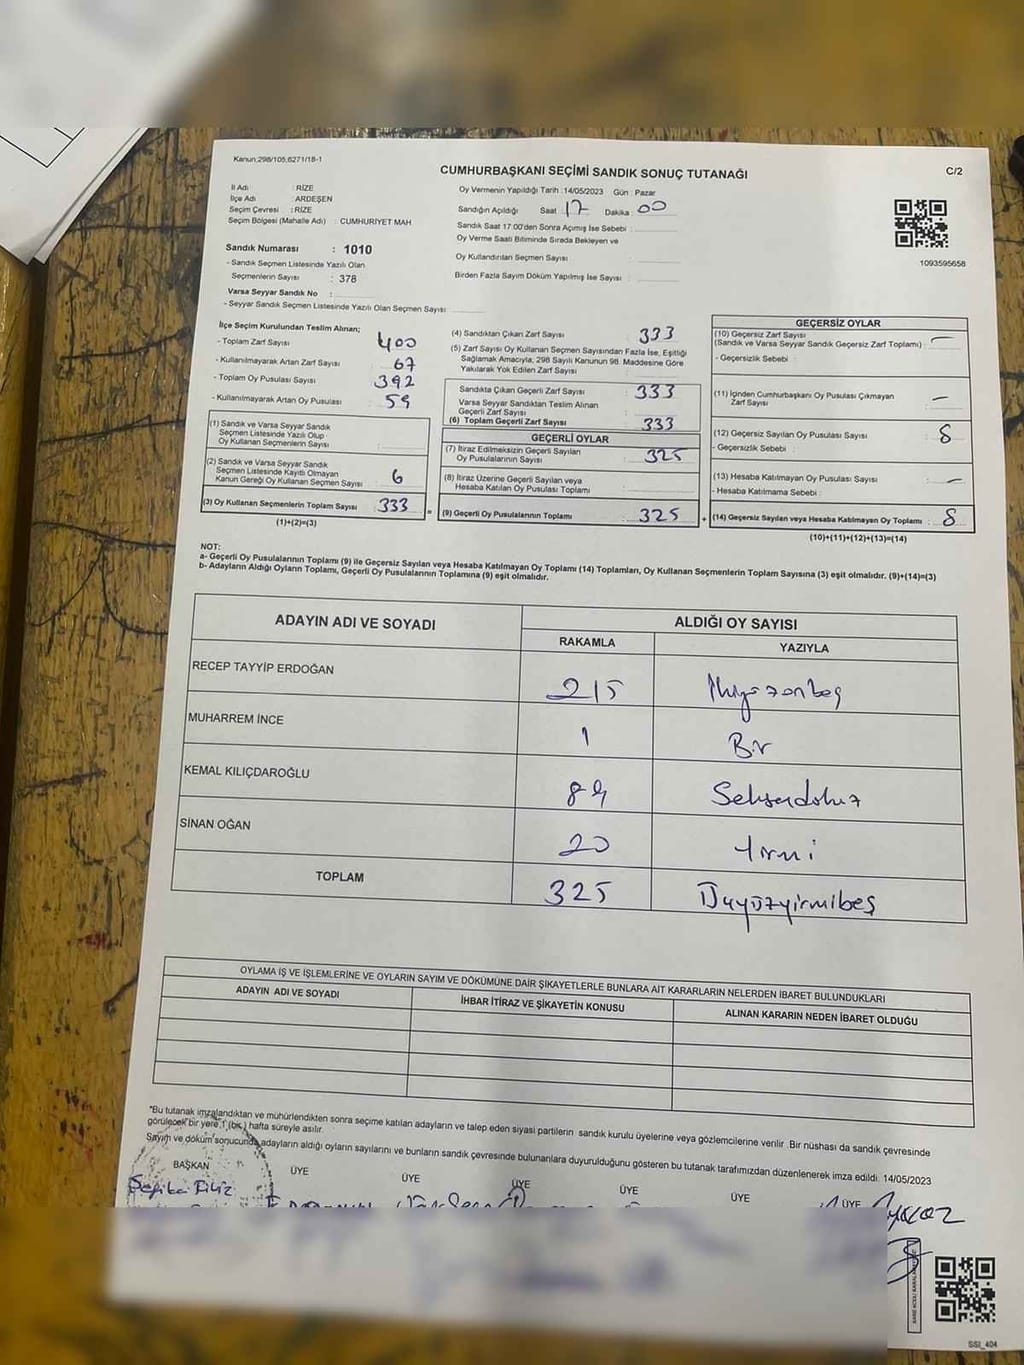 Kanun;298/105,6271/18-1
CUMHURBAŞKANI SEÇİMİ SANDIK SONUÇ TUTANAĞI
C/2
İl Adı : RİZE
İlçe Adı : ARDEŞEN
Seçim Çevresi : RİZE
Seçim Bölgesi (Mahalle Adı) : CUMHURİYET MAH
Sandık Numarası : 1010
- Sandık Seçmen Listesinde Yazılı Olan
Seçmenlerin Sayısı : 378
Varsa Seyyar Sandık No :
- Seyyar Sandık Seçmen Listesinde Yazılı Olan Seçmen Sayısı
Oy Vermenin Yapıldığı Tarih :14/05/2023 Gün : Pazar
Sandığın Açıldığı Saat 17 Dakika 00
Sandık Saat 17:00'den Sonra Açımış İse Sebebi :
Oy Verme Saati Bitiminde Sırada Bekleyen ve
Oy Kullandırılan Seçmen Sayısı :
Birden Fazla Sayım Döküm Yapılmış İse Sayısı :
1093595658
İlçe Seçim Kurulundan Teslim Alınan;
- Toplam Zarf Sayısı : 400
- Kullanılmayarak Artan Zarf Sayısı : 67
- Toplam Oy Pusulası Sayısı : 392
- Kullanılmayarak Artan Oy Pusulası : 59
(1) Sandık ve Varsa Seyyar Sandık
Seçmen Listesinde Yazılı Olup
Oy Kullanan Seçmenlerin Sayısı :
(2) Sandık ve Varsa Seyyar Sandık
Seçmen Listesinde Kayıtlı Olmayan
Kanun Gereği Oy Kullanan Seçmen Sayısı : 6
(3) Oy Kullanan Seçmenlerin Toplam Sayısı : 333
(1)+(2)=(3)
(4) Sandıktan Çıkan Zarf Sayısı : 333
(5) Zarf Sayısı Oy Kullanan Seçmen Sayısından Fazla İse, Eşitliği
Sağlamak Amacıyla, 298 Sayılı Kanunun 98. Maddesine Göre
Yakılarak Yok Edilen Zarf Sayısı :
Sandıkta Çıkan Geçerli Zarf Sayısı : 333
Varsa Seyyar Sandıktan Teslim Alınan
Geçerli Zarf Sayısı :
(6) Toplam Geçerli Zarf Sayısı : 333
GEÇERLİ OYLAR
(7) İtiraz Edilmeksizin Geçerli Sayılan
Oy Pusulalarının Sayısı : 325
(8) İtiraz Üzerine Geçerli Sayılan veya
Hesaba Katılan Oy Pusulası Toplamı :
= (9) Geçerli Oy Pusulalarının Toplamı : 325
GEÇERSİZ OYLAR
(10) Geçersiz Zarf Sayısı
(Sandık ve Varsa Seyyar Sandık Geçersiz Zarf Toplamı) : —
- Geçersizlik Sebebi :
(11) İçinden Cumhurbaşkanı Oy Pusulası Çıkmayan
Zarf Sayısı : —
(12) Geçersiz Sayılan Oy Pusulası Sayısı : 8
- Geçersizlik Sebebi :
(13) Hesaba Katılmayan Oy Pusulası Sayısı : —
- Hesaba Katılmama Sebebi :
+ (14) Geçersiz Sayılan veya Hesaba Katılmayan Oy Toplamı : 8
(10)+(11)+(12)+(13)=(14)
NOT:
a- Geçerli Oy Pusulalarının Toplamı (9) ile Geçersiz Sayılan veya Hesaba Katılmayan Oy Toplamı (14) Toplamları, Oy Kullanan Seçmenlerin Toplam Sayısına (3) eşit olmalıdır. (9)+(14)=(3)
b- Adayların Aldığı Oyların Toplamı, Geçerli Oy Pusulalarının Toplamına (9) eşit olmalıdır.
ADAYIN ADI VE SOYADI
ALDIĞI OY SAYISI
RAKAMLA YAZIYLA
RECEP TAYYİP ERDOĞAN 215 İkiyüzonbeş
MUHARREM İNCE 1 Bir
KEMAL KILIÇDAROĞLU 89 Seksendokuz
SİNAN OĞAN 20 Yirmi
TOPLAM 325 Üçyüzyirmibeş
OYLAMA İŞ VE İŞLEMLERİNE VE OYLARIN SAYIM VE DÖKÜMÜNE DAİR ŞİKAYETLERLE BUNLARA AİT KARARLARIN NELERDEN İBARET BULUNDUKLARI
ADAYIN ADI VE SOYADI İHBAR İTİRAZ VE ŞİKAYETİN KONUSU ALINAN KARARIN NEDEN İBARET OLDUĞU
"Bu tutanak imzalandıktan ve mühürlendikten sonra seçime katılan adayların ve talep eden siyasi partilerin sandık kurulu üyelerine veya gözlemcilerine verilir. Bir nüshası da sandık çevresinde
görülecek bir yere 1 (bir) hafta süreyle asılır.
Sayım ve döküm sonucunda adayların aldığı oyların sayılarını ve bunların sandık çevresinde bulunanlara duyurulduğunu gösteren bu tutanak tarafımızdan düzenlenerek imza edildi. 14/05/2023
BAŞKAN ÜYE ÜYE ÜYE ÜYE ÜYE ÜYE
SSI_404